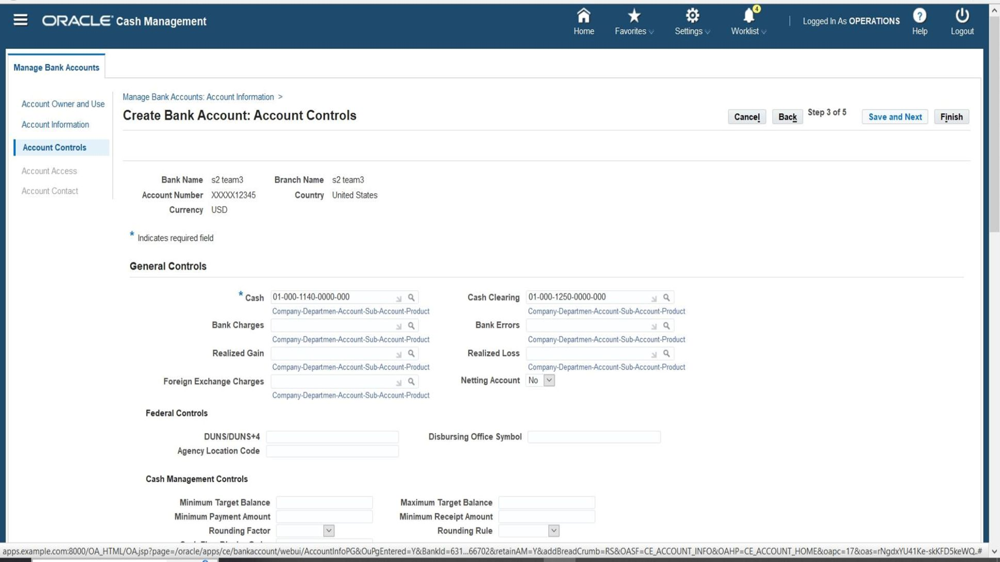 ORACLE Cash Management
Home
Favorites
Settings
4
Worklist
Logged In As OPERATIONS
?
Help
Logout
Manage Bank Accounts
Account Owner and Use
Account Information
Account Controls
Account Access
Account Contact
Manage Bank Accounts: Account Information >
Create Bank Account: Account Controls
Cancel
Back
Step 3 of 5
Save and Next
Finish
Bank Name s2 team3
Branch Name s2 team3
Account Number XXXXX12345
Country United States
Currency USD
* Indicates required field
General Controls
* Cash 01-000-1140-0000-000
Company-Departmen-Account-Sub-Account-Product
Cash Clearing 01-000-1250-0000-000
Company-Departmen-Account-Sub-Account-Product
Bank Charges
Company-Departmen-Account-Sub-Account-Product
Bank Errors
Company-Departmen-Account-Sub-Account-Product
Realized Gain
Company-Departmen-Account-Sub-Account-Product
Realized Loss
Company-Departmen-Account-Sub-Account-Product
Foreign Exchange Charges
Company-Departmen-Account-Sub-Account-Product
Netting Account No
Federal Controls
DUNS/DUNS+4
Disbursing Office Symbol
Agency Location Code
Cash Management Controls
Minimum Target Balance
Maximum Target Balance
Minimum Payment Amount
Minimum Receipt Amount
Rounding Factor
Rounding Rule
apps.example.com:8000/OA_HTML/OA.jsp?page=/oracle/apps/ce/bankaccount/webui/AccountInfoPG&OuPgEntered=Y&BankId=631...66702&retainAM=Y&addBreadCrumb=RS&OASF=CE_ACCOUNT_INFO&OAHP=CE_ACCOUNT_HOME&oapc=17&oas=rNgdxYU41Ke-skKFD5keWQ..#